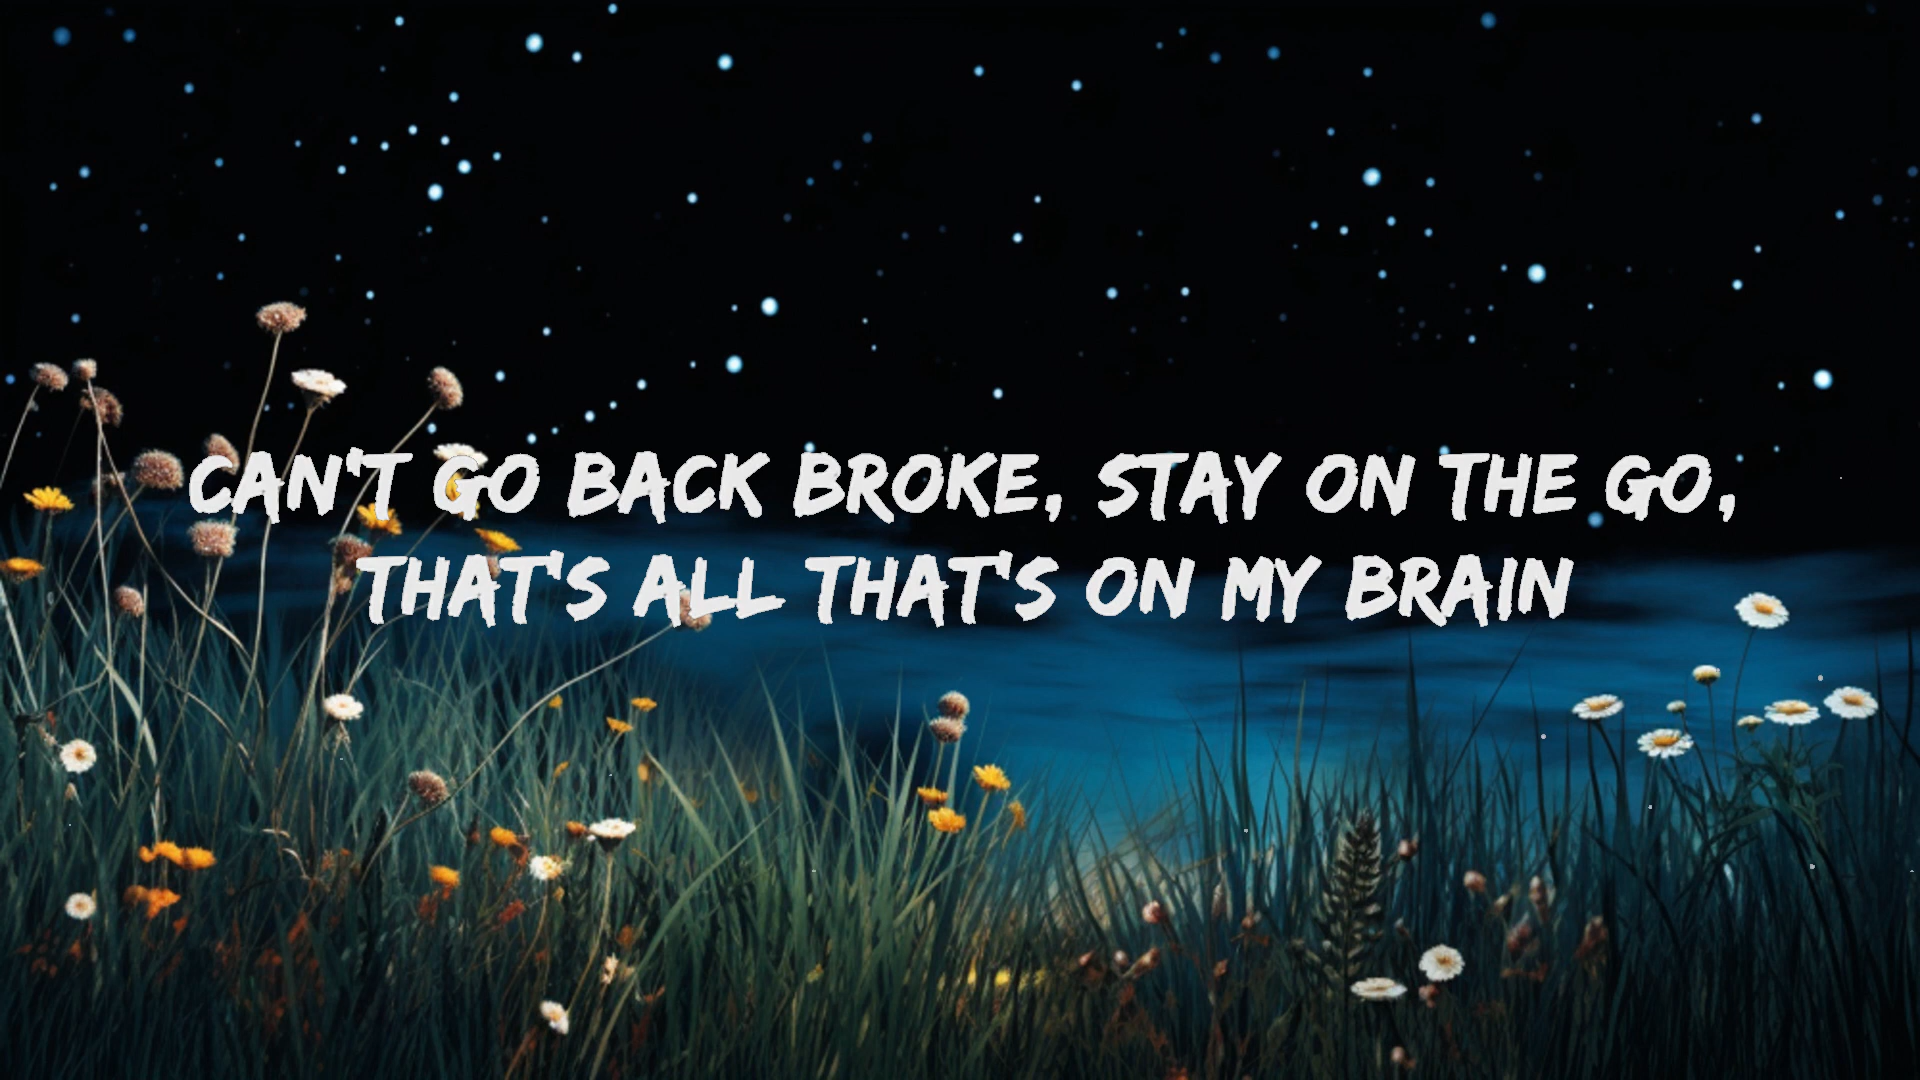 CAN'T GO BACK BROKE, STAY ON THE GO,
THAT'S ALL THAT'S ON MY BRAIN